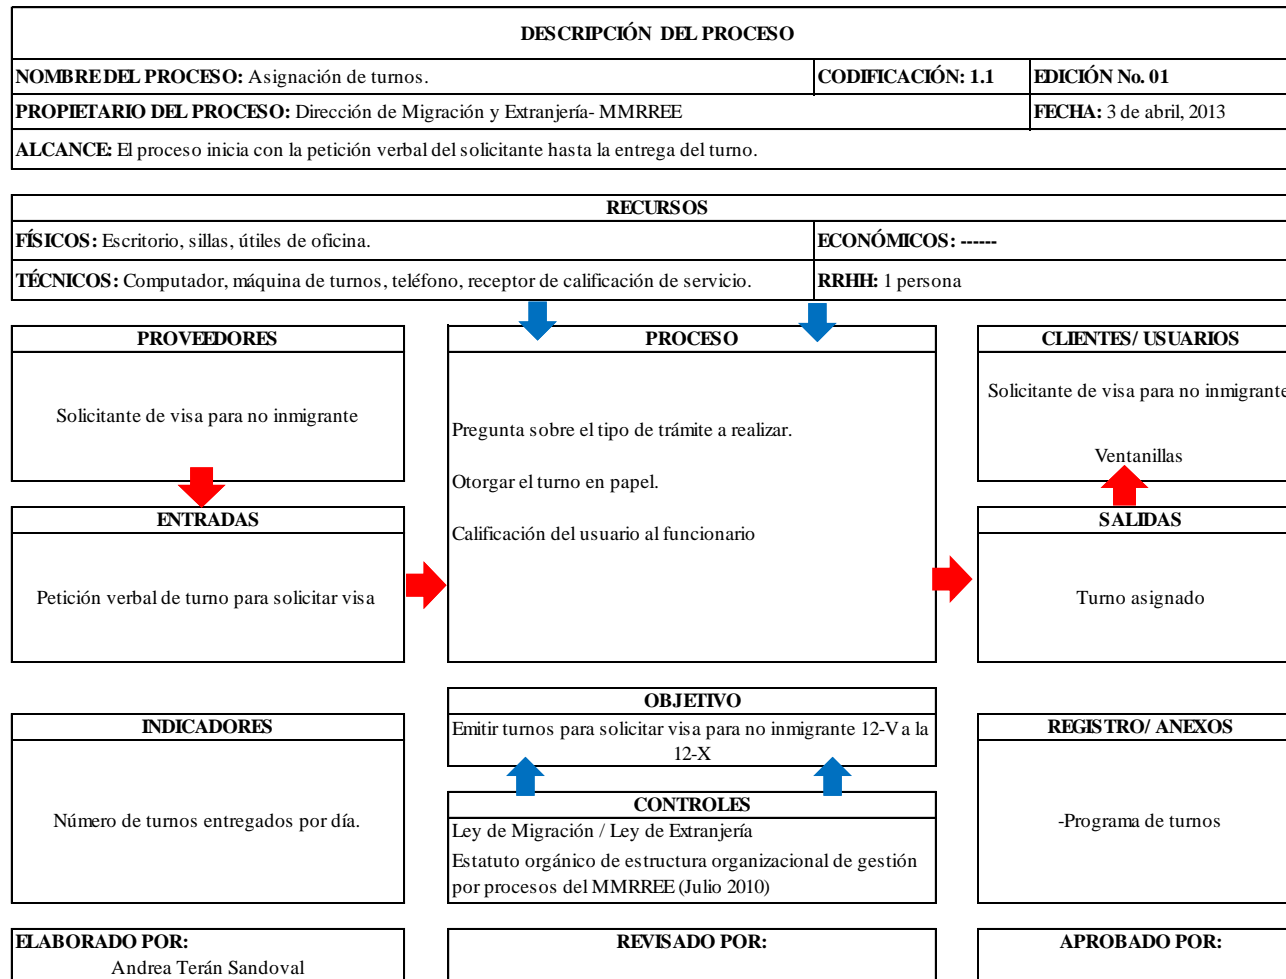 DESCRIPCIÓN DEL PROCESO
NOMBRE DEL PROCESO: Asignación de turnos.
CODIFICACIÓN: 1.1
EDICIÓN No. 01
PROPIETARIO DEL PROCESO: Dirección de Migración y Extranjería- MMRREE
FECHA: 3 de abril, 2013
ALCANCE: El proceso inicia con la petición verbal del solicitante hasta la entrega del turno.
RECURSOS
FÍSICOS: Escritorio, sillas, útiles de oficina.
ECONÓMICOS: ------
TÉCNICOS: Computador, máquina de turnos, teléfono, receptor de calificación de servicio.
RRHH: 1 persona
PROVEEDORES
Solicitante de visa para no inmigrante
ENTRADAS
Petición verbal de turno para solicitar visa
PROCESO
Pregunta sobre el tipo de trámite a realizar.
Otorgar el turno en papel.
Calificación del usuario al funcionario
CLIENTES/ USUARIOS
Solicitante de visa para no inmigrante
Ventanillas
SALIDAS
Turno asignado
INDICADORES
Número de turnos entregados por día.
OBJETIVO
Emitir turnos para solicitar visa para no inmigrante 12-V a la
12-X
CONTROLES
Ley de Migración / Ley de Extranjería
Estatuto orgánico de estructura organizacional de gestión
por procesos del MMRREE (Julio 2010)
REGISTRO/ ANEXOS
-Programa de turnos
ELABORADO POR:
Andrea Terán Sandoval
REVISADO POR:
APROBADO POR: